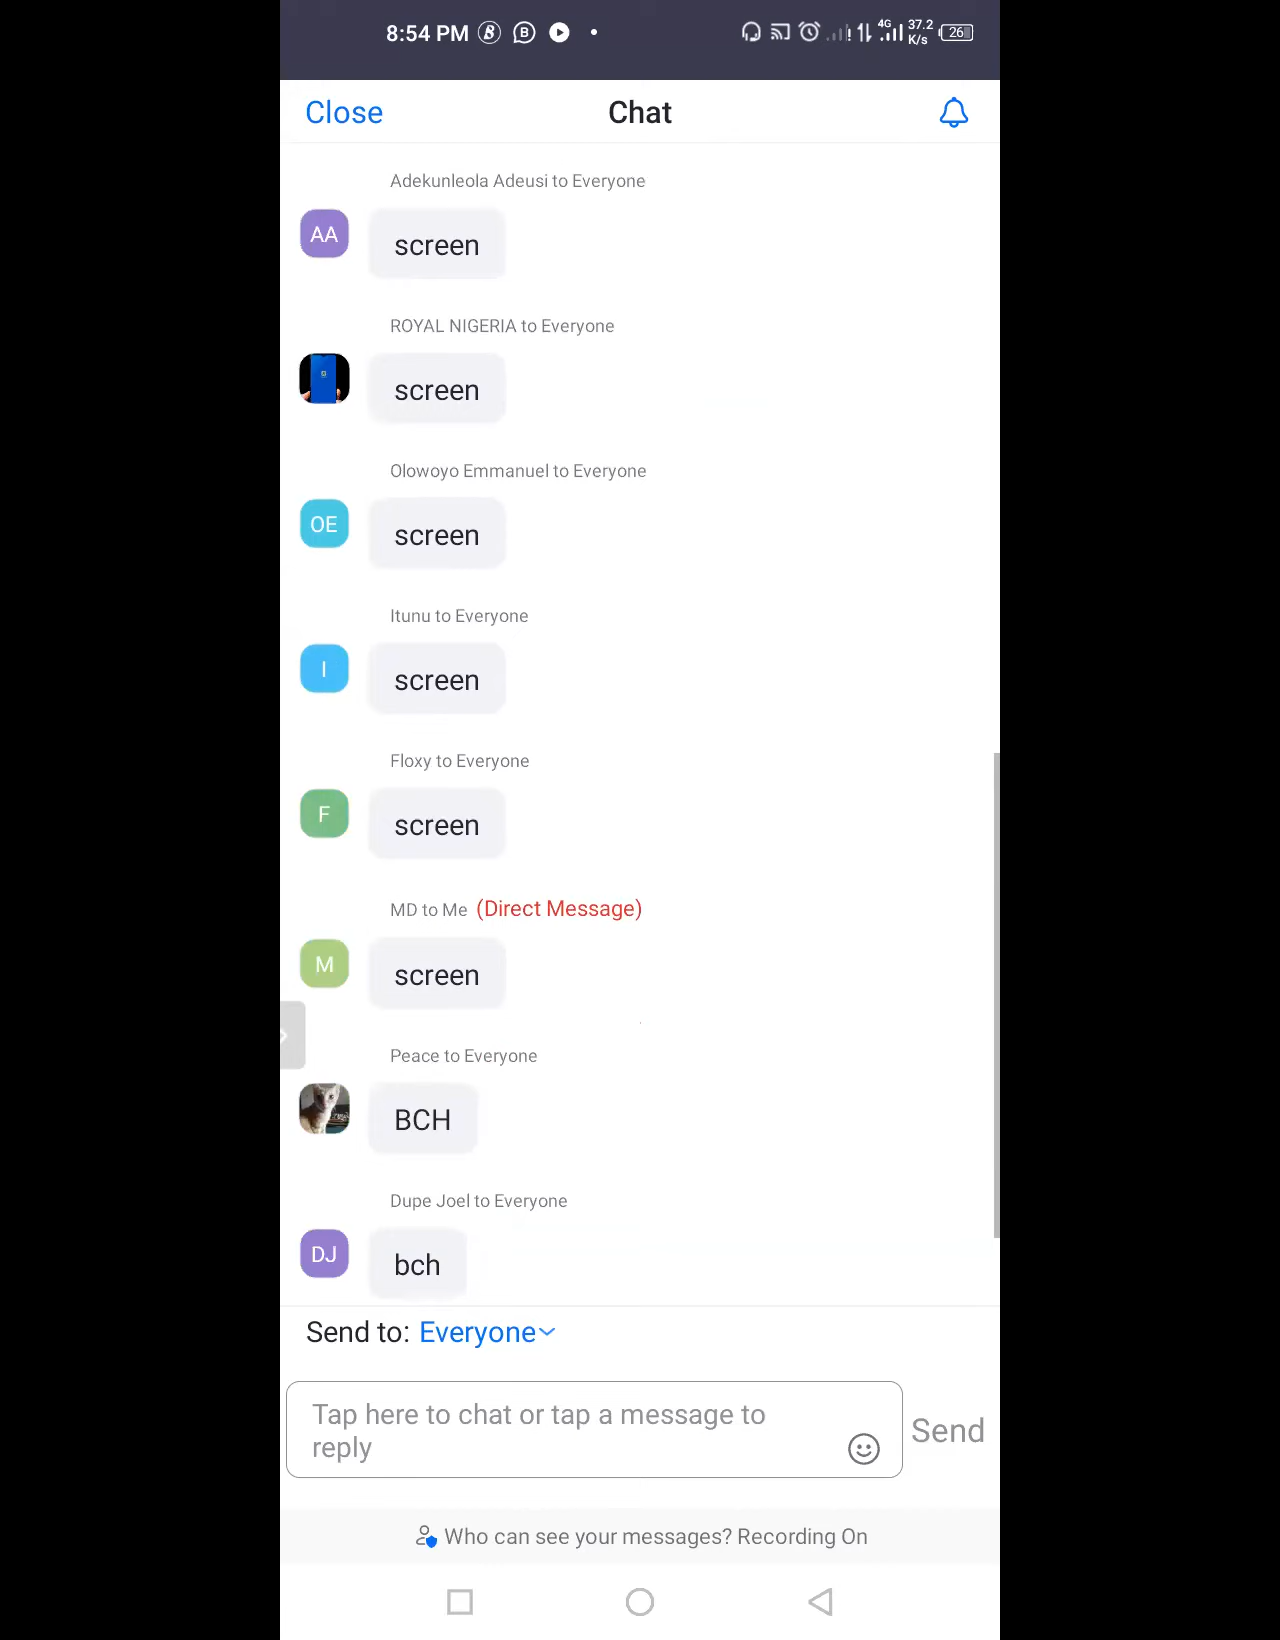 8:54 PM
4G
37.2
K/s
26
Close
Chat
Adekunleola Adeusi to Everyone
AA
screen
ROYAL NIGERIA to Everyone
screen
Olowoyo Emmanuel to Everyone
OE
screen
Itunu to Everyone
I
screen
Floxy to Everyone
F
screen
MD to Me (Direct Message)
M
screen
Peace to Everyone
BCH
Dupe Joel to Everyone
DJ
bch
Send to: Everyone
Tap here to chat or tap a message to
reply
Send
Who can see your messages? Recording On